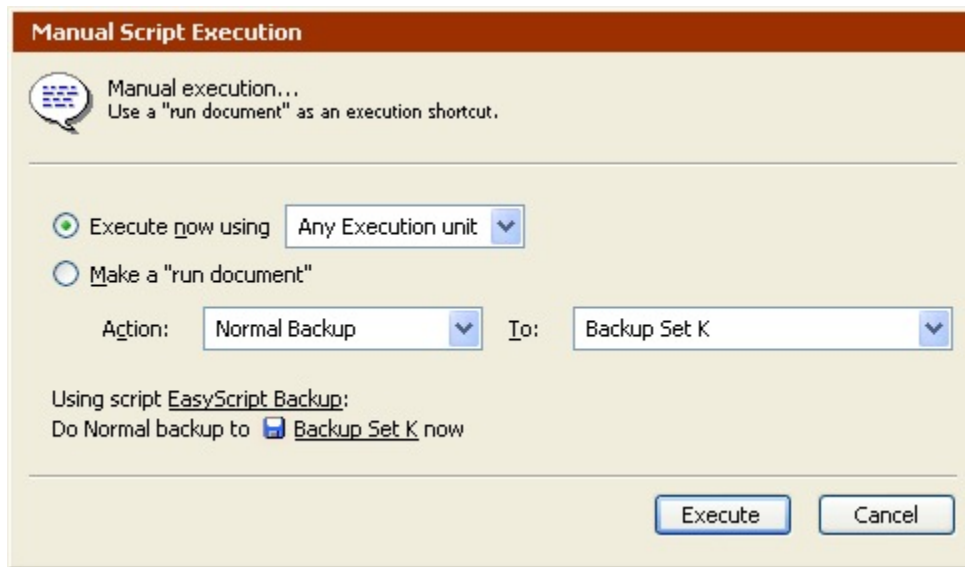 Manual Script Execution
Manual execution...
Use a "run document" as an execution shortcut.
Execute now using Any Execution unit
Make a "run document"
Action: Normal Backup To: Backup Set K
Using script EasyScript Backup:
Do Normal backup to Backup Set K now
Execute Cancel